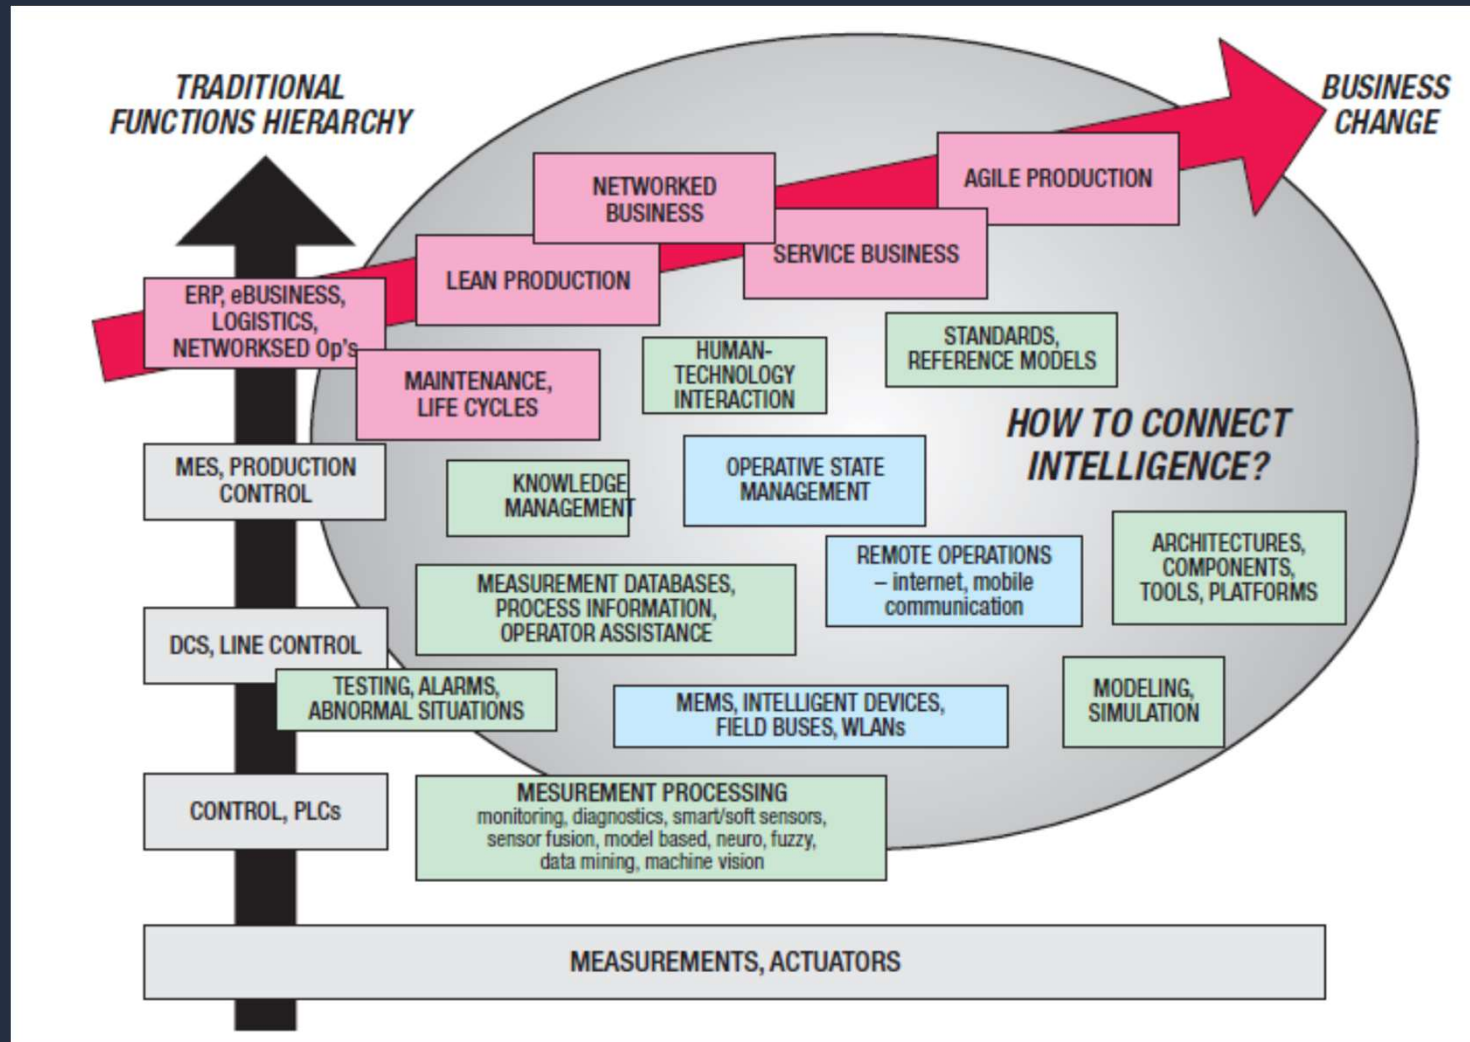 TRADITIONAL
FUNCTIONS HIERARCHY
BUSINESS
CHANGE
AGILE PRODUCTION
NETWORKED
BUSINESS
SERVICE BUSINESS
LEAN PRODUCTION
ERP, eBUSINESS,
LOGISTICS,
NETWORKSED Op's
MAINTENANCE,
LIFE CYCLES
HUMAN-
TECHNOLOGY
INTERACTION
STANDARDS,
REFERENCE MODELS
HOW TO CONNECT
INTELLIGENCE?
MES, PRODUCTION
CONTROL
KNOWLEDGE
MANAGEMENT
OPERATIVE STATE
MANAGEMENT
REMOTE OPERATIONS
– internet, mobile
communication
ARCHITECTURES,
COMPONENTS,
TOOLS, PLATFORMS
MEASUREMENT DATABASES,
PROCESS INFORMATION,
OPERATOR ASSISTANCE
DCS, LINE CONTROL
TESTING, ALARMS,
ABNORMAL SITUATIONS
MEMS, INTELLIGENT DEVICES,
FIELD BUSES, WLANs
MODELING,
SIMULATION
CONTROL, PLCs
MESUREMENT PROCESSING
monitoring, diagnostics, smart/soft sensors,
sensor fusion, model based, neuro, fuzzy,
data mining, machine vision
MEASUREMENTS, ACTUATORS